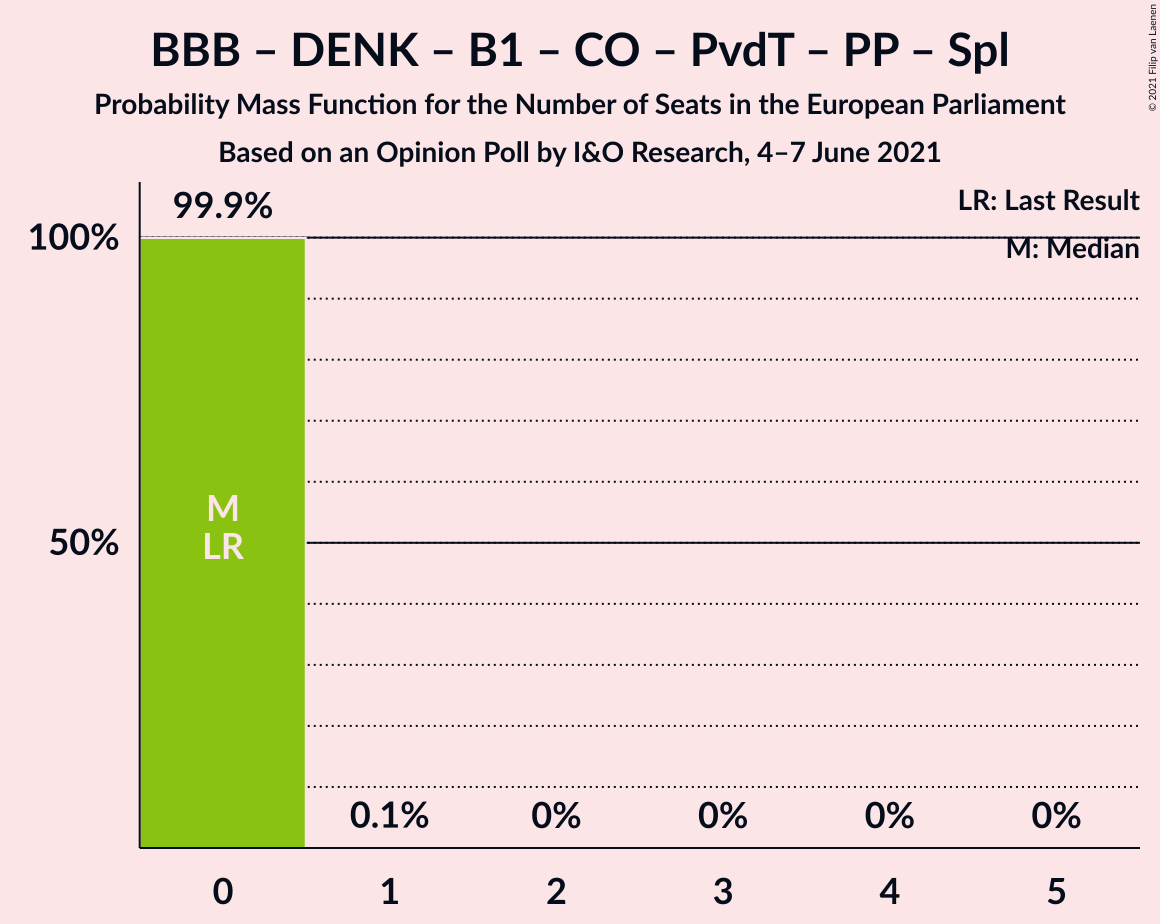 BBB – DENK – B1 – CO – PvdT – PP – Spl
Probability Mass Function for the Number of Seats in the European Parliament
Based on an Opinion Poll by I&O Research, 4–7 June 2021
© 2021 Filip van Laenen
LR: Last Result
M: Median
99.9%
100%
50%
M
LR
0.1%
0%
0%
0%
0%
0
1
2
3
4
5